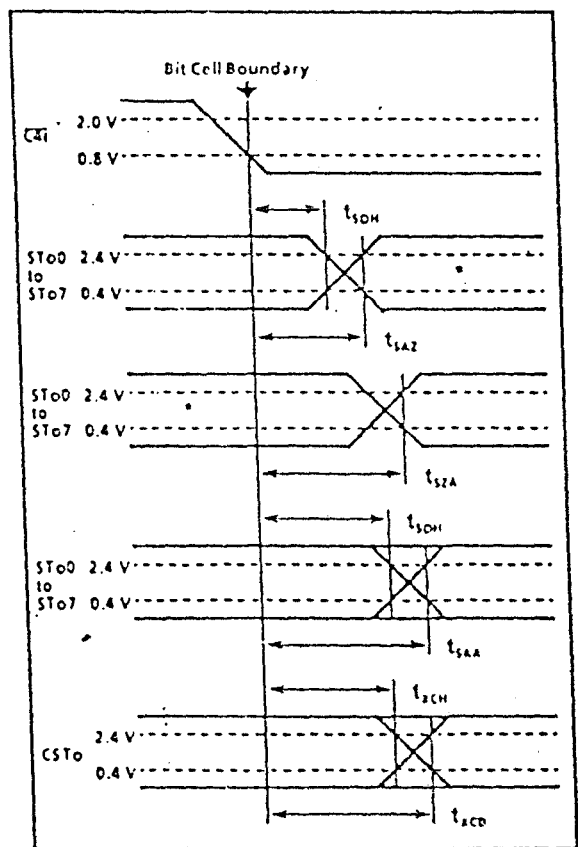 Bit Cell Boundary
C4i
2.0 V
0.8 V
tSDH
STo0 2.4 V
to
STo7 0.4 V
tSAZ
STo0 2.4 V
to
STo7 0.4 V
tSZA
tSDH
STo0 2.4 V
to
STo7 0.4 V
tSAA
tXCH
2.4 V
CSTo
0.4 V
tXCD